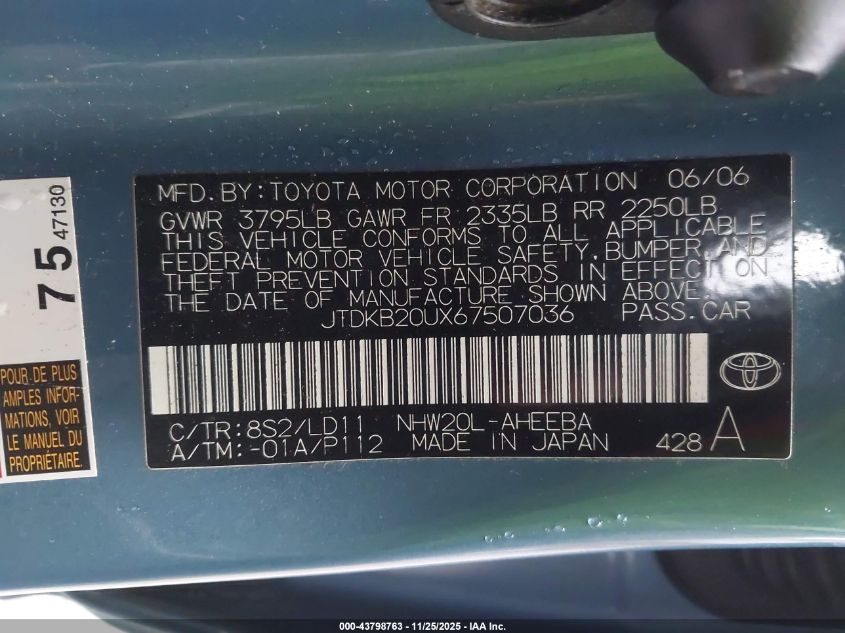 MFD. BY: TOYOTA MOTOR CORPORATION 06/06
GVWR 3795LB GAWR FR 2335LB RR 2250LB
THIS VEHICLE CONFORMS TO ALL APPLICABLE
FEDERAL MOTOR VEHICLE SAFETY, BUMPER, AND
THEFT PREVENTION STANDARDS IN EFFECT ON
THE DATE OF MANUFACTURE SHOWN ABOVE.
JTDKB20UX67507036 PASS. CAR
C/TR: 8S2/LD11 NHW20L-AHEEBA
A/TM: -01A/P112 MADE IN JAPAN 428 A
75 47130
POUR DE PLUS
AMPLES INFOR-
MATIONS, VOIR
LE MANUEL DU
PROPRIÉTAIRE.
000-43798763 - 11/25/2025 - IAA Inc.